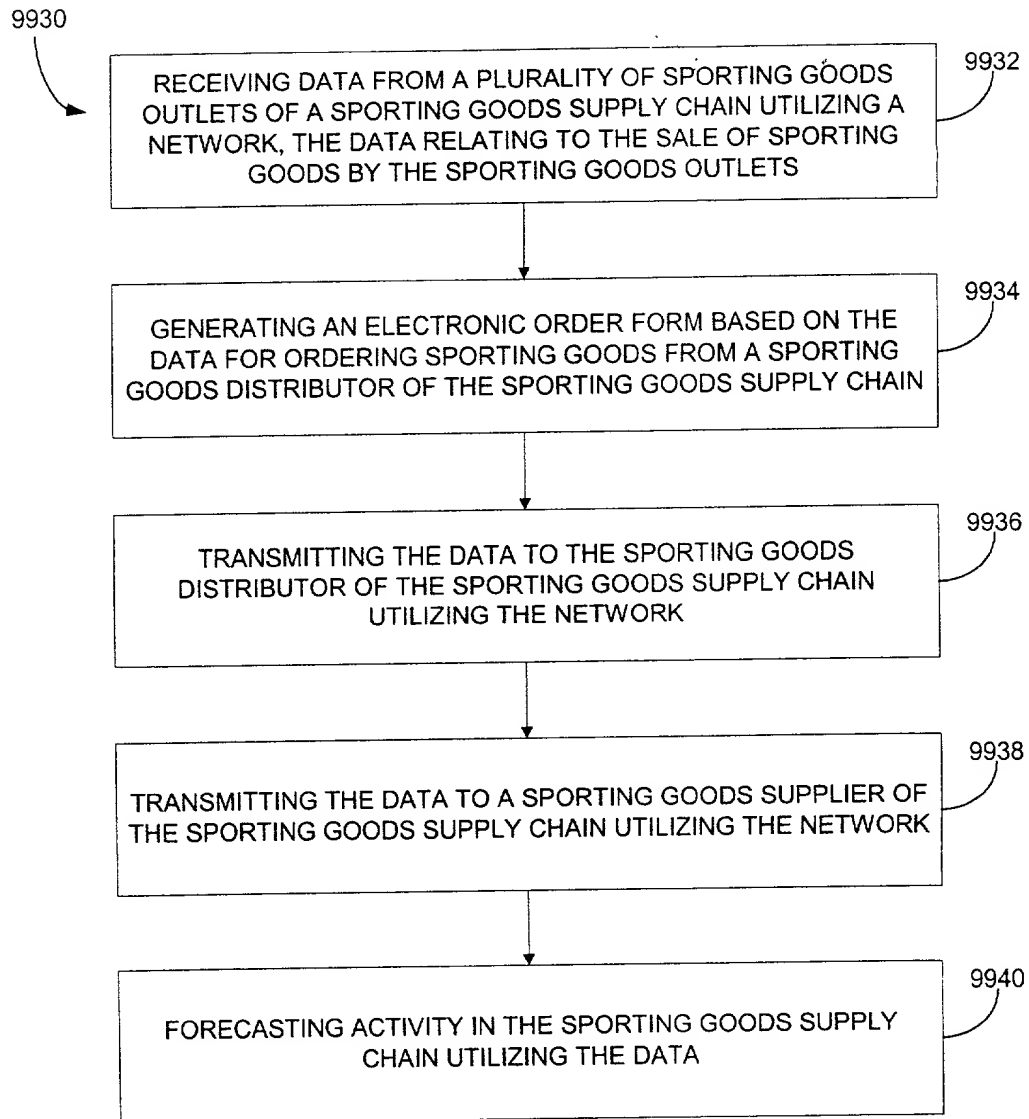 9930
9932
RECEIVING DATA FROM A PLURALITY OF SPORTING GOODS
OUTLETS OF A SPORTING GOODS SUPPLY CHAIN UTILIZING A
NETWORK, THE DATA RELATING TO THE SALE OF SPORTING
GOODS BY THE SPORTING GOODS OUTLETS
9934
GENERATING AN ELECTRONIC ORDER FORM BASED ON THE
DATA FOR ORDERING SPORTING GOODS FROM A SPORTING
GOODS DISTRIBUTOR OF THE SPORTING GOODS SUPPLY CHAIN
9936
TRANSMITTING THE DATA TO THE SPORTING GOODS
DISTRIBUTOR OF THE SPORTING GOODS SUPPLY CHAIN
UTILIZING THE NETWORK
9938
TRANSMITTING THE DATA TO A SPORTING GOODS SUPPLIER OF
THE SPORTING GOODS SUPPLY CHAIN UTILIZING THE NETWORK
9940
FORECASTING ACTIVITY IN THE SPORTING GOODS SUPPLY
CHAIN UTILIZING THE DATA